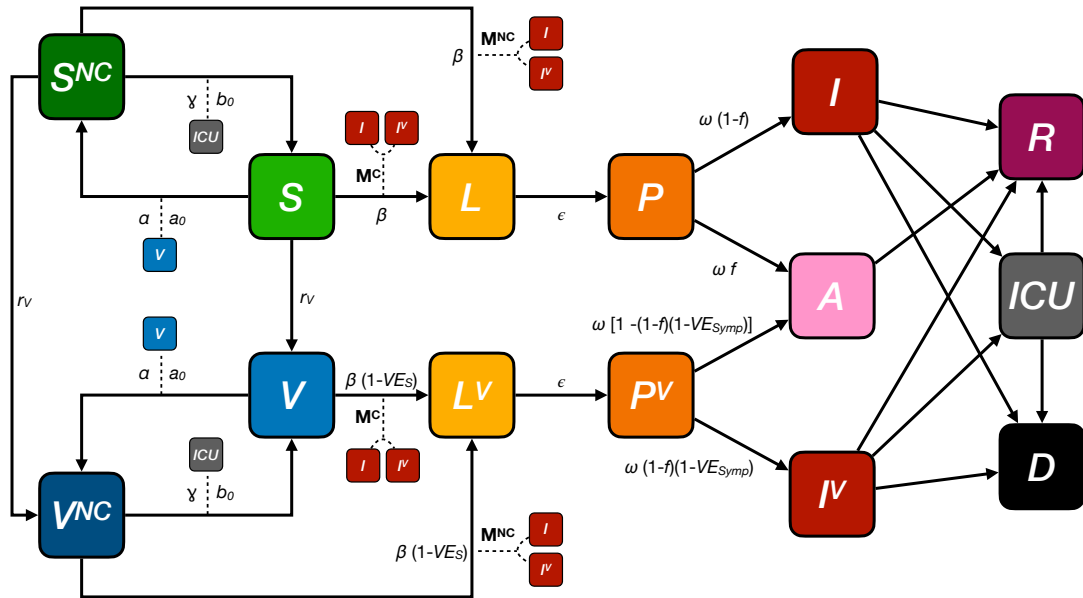 S^NC
β
M^NC
I
I^V
γ b₀
ICU
I I^V
M^C
β
ω (1-f)
I
R
S
L
ϵ
P
α a₀
V
ω f
A
ICU
r_V
r_V
V
α a₀
ω [1 -(1-f)(1-VE_Symp)]
V
β (1-VE_S)
M^C
I I^V
L^V
ϵ
P^V
ω (1-f)(1-VE_Symp)
D
ICU
γ b₀
V^NC
I^V
β (1-VE_S)
M^NC
I
I^V